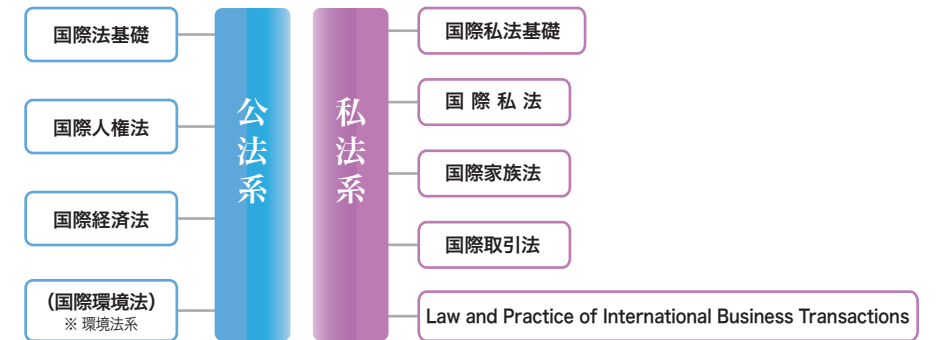 国際法基礎
国際人権法
国際経済法
(国際環境法)
※ 環境法系
公法系
私法系
国際私法基礎
国 際 私 法
国際家族法
国際取引法
Law and Practice of International Business Transactions